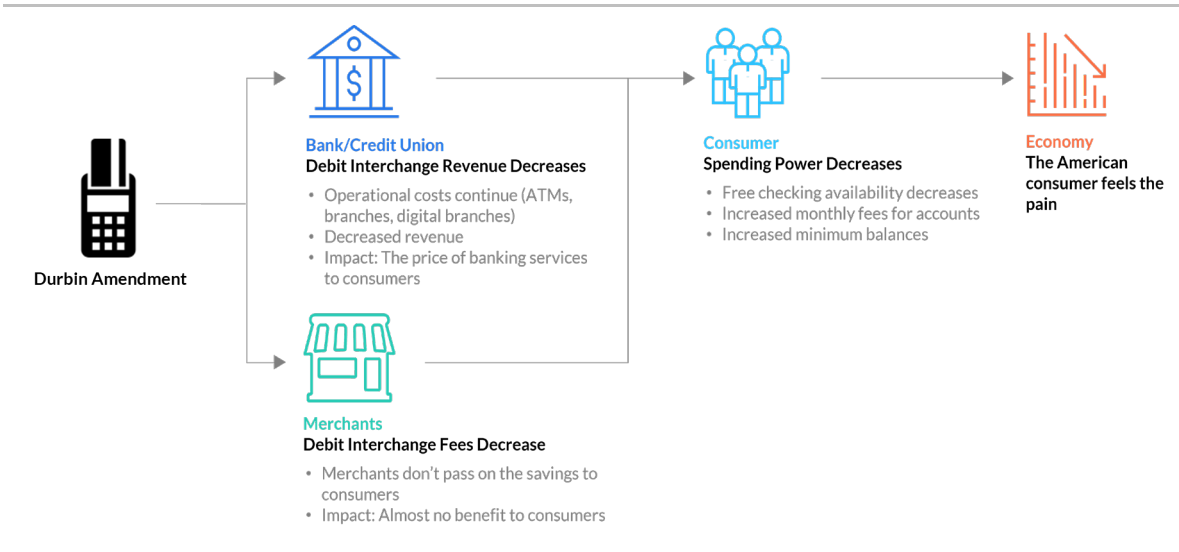 Durbin Amendment
Bank/Credit Union
Debit Interchange Revenue Decreases
• Operational costs continue (ATMs,
branches, digital branches)
• Decreased revenue
• Impact: The price of banking services
to consumers
Merchants
Debit Interchange Fees Decrease
• Merchants don’t pass on the savings to
consumers
• Impact: Almost no benefit to consumers
Consumer
Spending Power Decreases
• Free checking availability decreases
• Increased monthly fees for accounts
• Increased minimum balances
Economy
The American
consumer feels the
pain